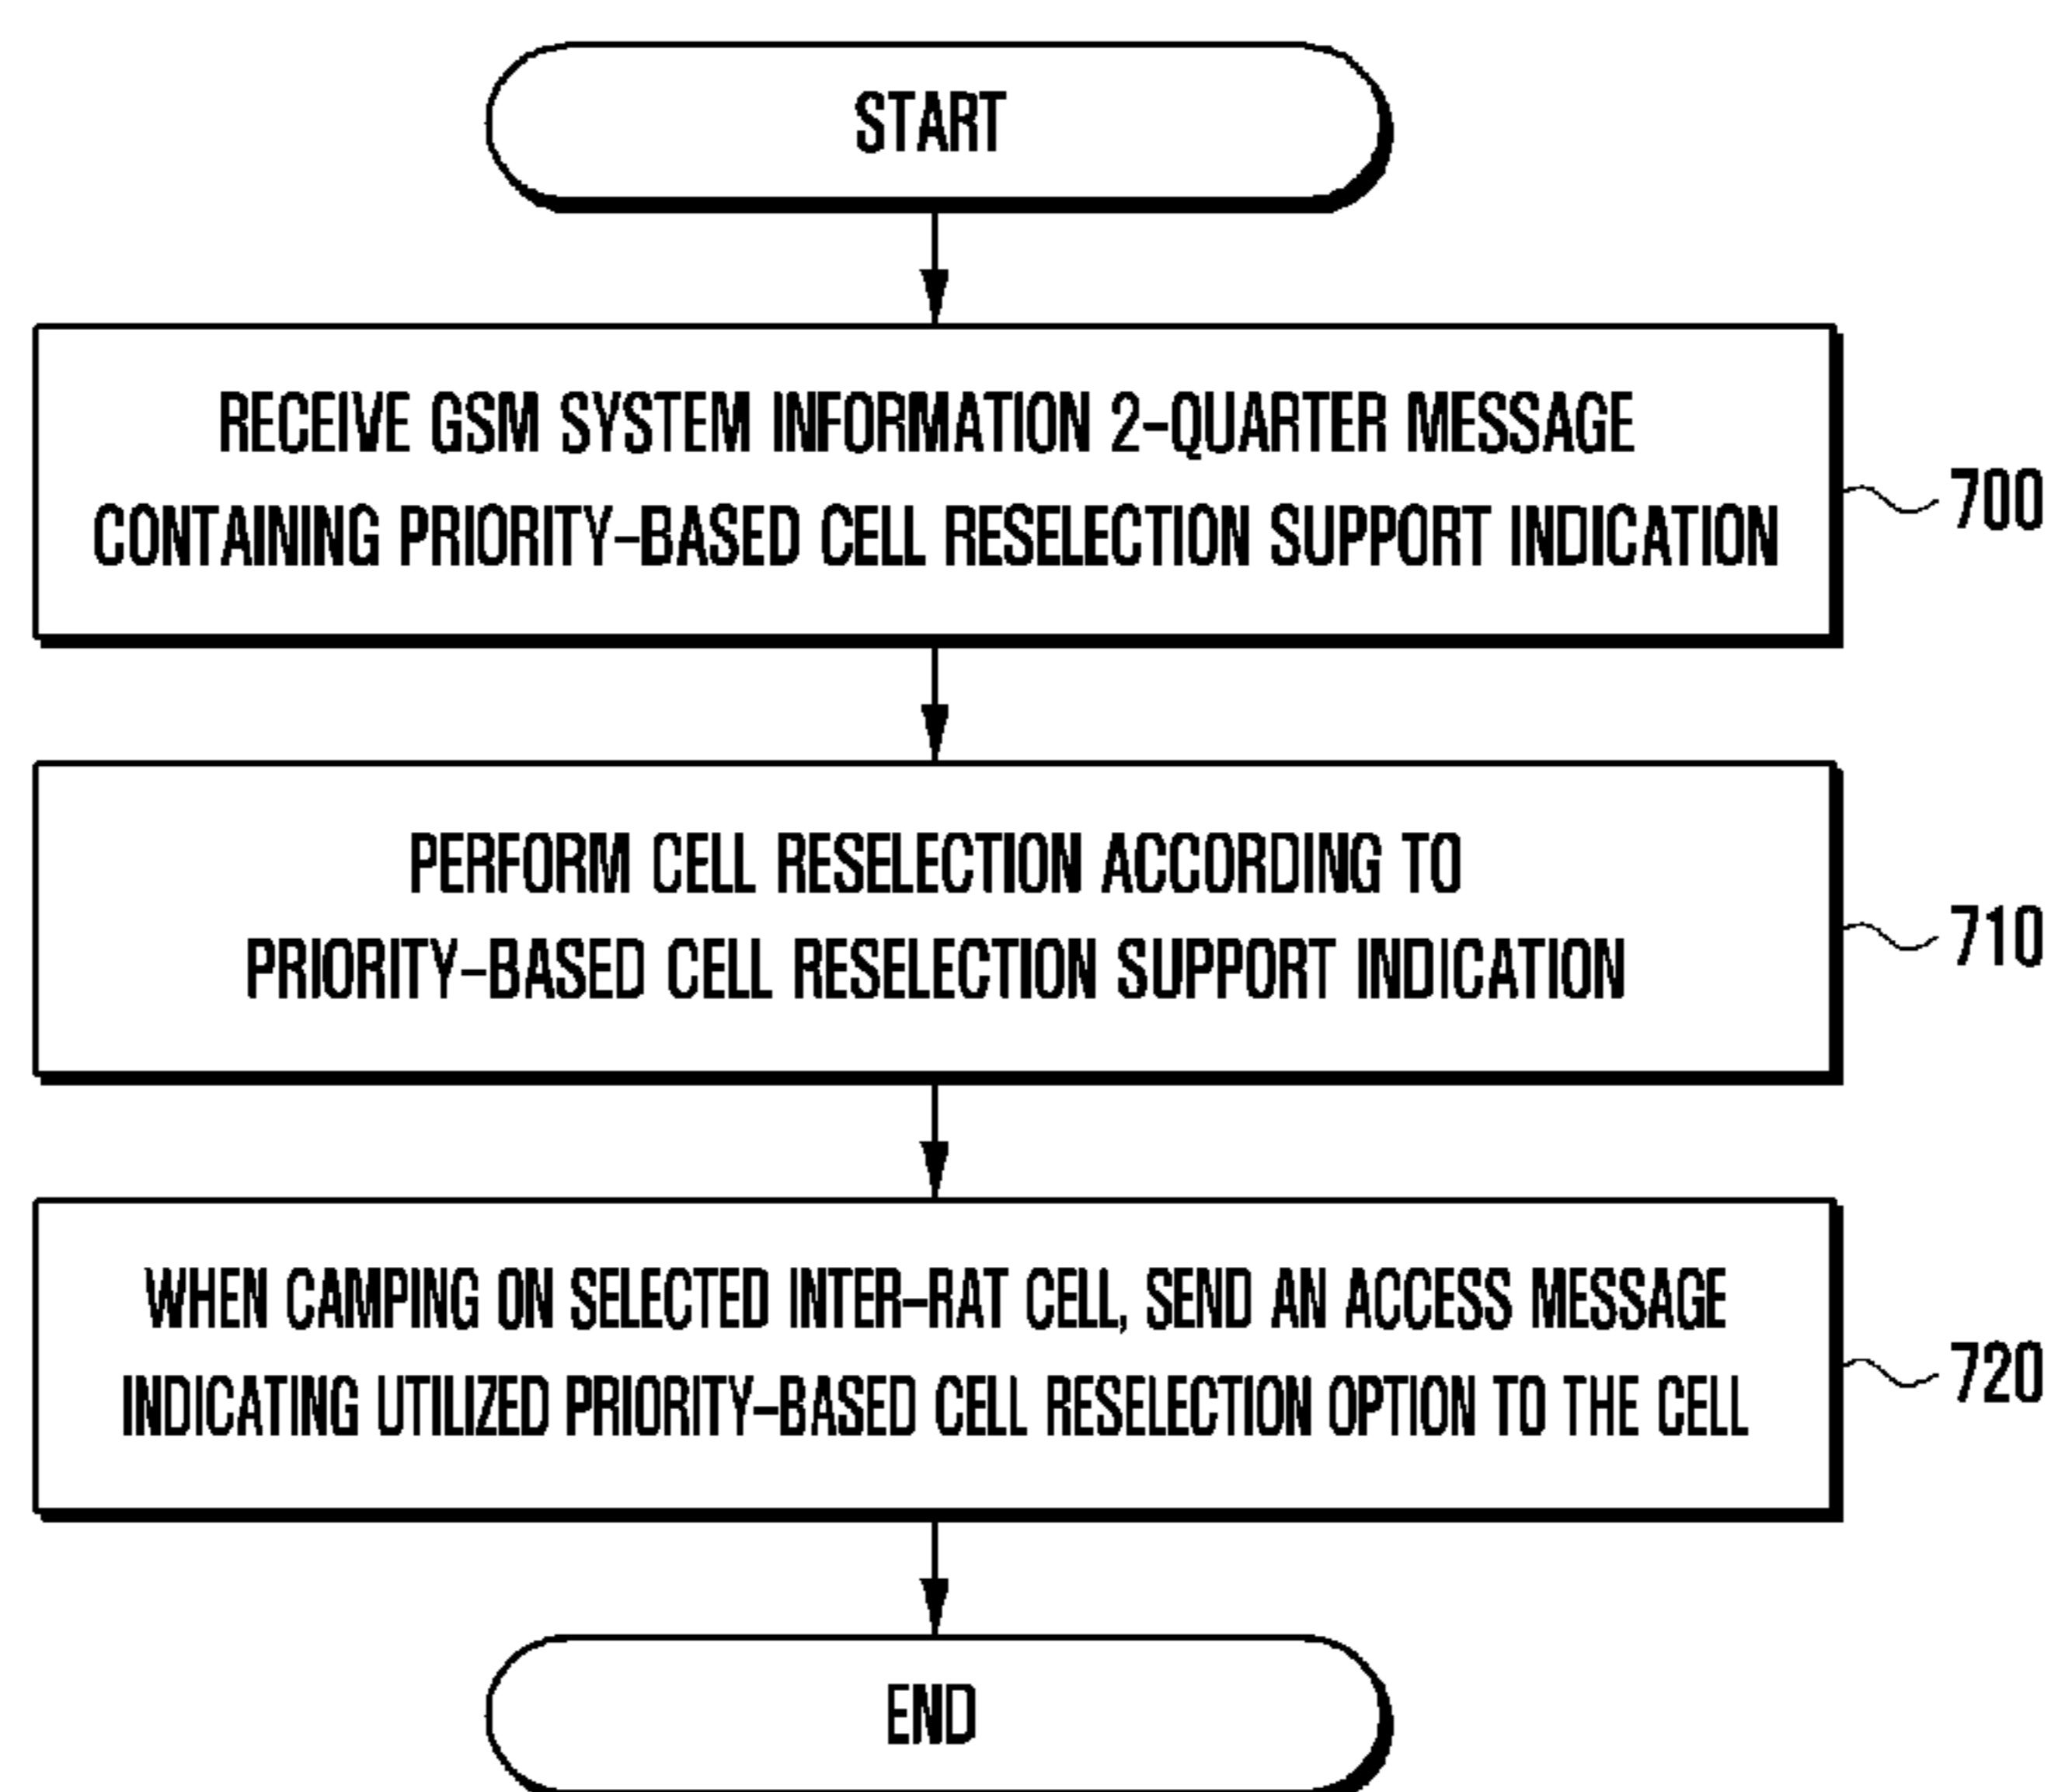 START
RECEIVE GSM SYSTEM INFORMATION 2-QUARTER MESSAGE
CONTAINING PRIORITY-BASED CELL RESELECTION SUPPORT INDICATION
700
PERFORM CELL RESELECTION ACCORDING TO
PRIORITY-BASED CELL RESELECTION SUPPORT INDICATION
710
WHEN CAMPING ON SELECTED INTER-RAT CELL, SEND AN ACCESS MESSAGE
INDICATING UTILIZED PRIORITY-BASED CELL RESELECTION OPTION TO THE CELL
720
END